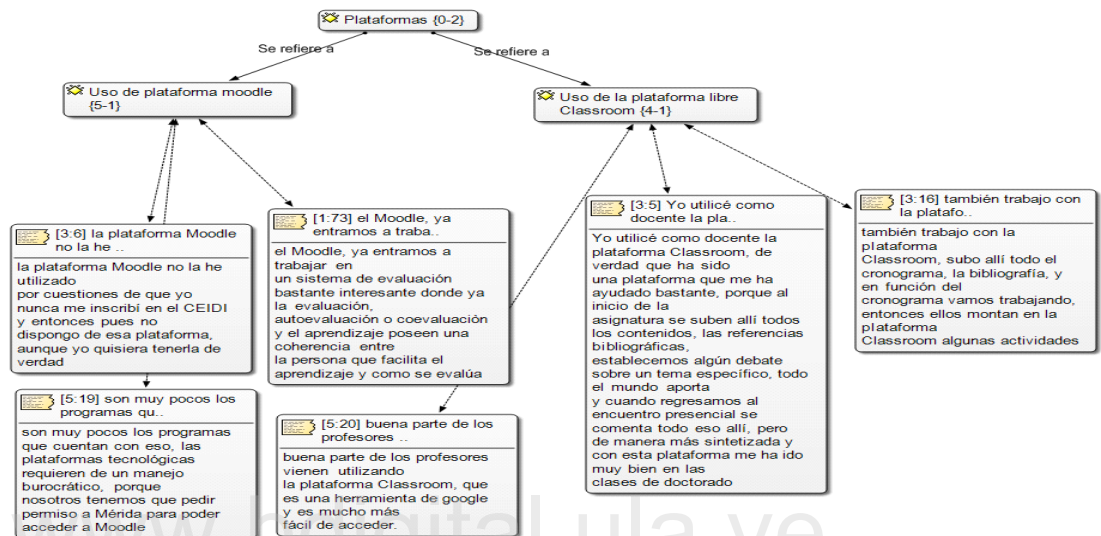 Plataformas {0-2}
Se refiere a
Se refiere a
Uso de plataforma moodle
{5-1}
Uso de la plataforma libre
Classroom {4-1}
[3:6] la plataforma Moodle
no la he ..
la plataforma Moodle no la he
utilizado
por cuestiones de que yo
nunca me inscribí en el CEIDI
y entonces pues no
dispongo de esa plataforma,
aunque yo quisiera tenerla de
verdad
[1:73] el Moodle, ya
entramos a traba..
el Moodle, ya entramos a
trabajar en
un sistema de evaluación
bastante interesante donde ya
la evaluación,
autoevaluación o coevaluación
y el aprendizaje poseen una
coherencia entre
la persona que facilita el
aprendizaje y como se evalúa
[3:5] Yo utilicé como
docente la pla..
Yo utilicé como docente la
plataforma Classroom, de
verdad que ha sido
una plataforma que me ha
ayudado bastante, porque al
inicio de la
asignatura se suben allí todos
los contenidos, las referencias
bibliográficas,
establecemos algún debate
sobre un tema específico, todo
el mundo aporta
y cuando regresamos al
encuentro presencial se
comenta todo eso allí, pero
de manera más sintetizada y
con esta plataforma me ha ido
muy bien en las
clases de doctorado
[3:16] también trabajo con
la platafo..
también trabajo con la
plataforma
Classroom, subo allí todo el
cronograma, la bibliografía, y
en función del
cronograma vamos trabajando,
entonces ellos montan en la
plataforma
Classroom algunas actividades
[5:19] son muy pocos los
programas qu..
son muy pocos los programas
que cuentan con eso, las
plataformas tecnológicas
requieren de un manejo
burocrático, porque
nosotros tenemos que pedir
permiso a Mérida para poder
acceder a Moodle
[5:20] buena parte de los
profesores ..
buena parte de los profesores
vienen utilizando
la plataforma Classroom, que
es una herramienta de google
y es mucho más
fácil de acceder.
www.bdigital.ula.ve